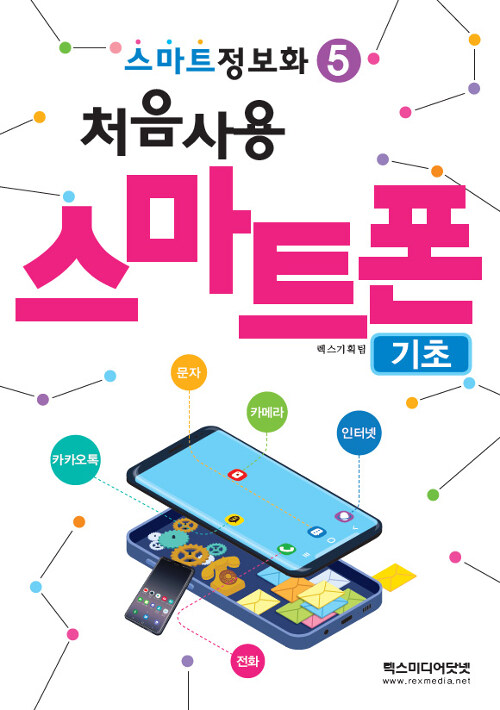 스마트정보화 5
처음사용
스마트폰
렉스기획팀
기초
문자
카메라
인터넷
카카오톡
전화
렉스미디어닷넷
www.rexmedia.net